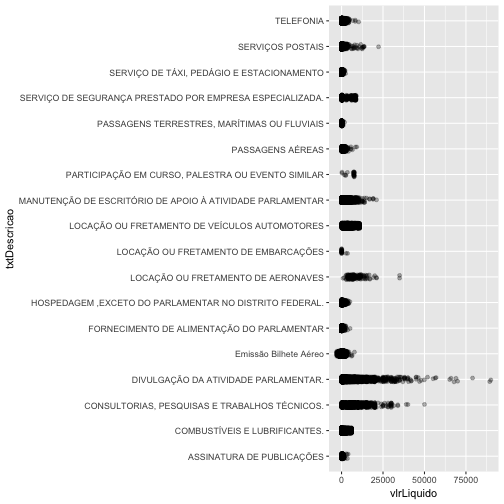 TELEFONIA
SERVIÇOS POSTAIS
SERVIÇO DE TÁXI, PEDÁGIO E ESTACIONAMENTO
SERVIÇO DE SEGURANÇA PRESTADO POR EMPRESA ESPECIALIZADA.
PASSAGENS TERRESTRES, MARÍTIMAS OU FLUVIAIS
PASSAGENS AÉREAS
PARTICIPAÇÃO EM CURSO, PALESTRA OU EVENTO SIMILAR
MANUTENÇÃO DE ESCRITÓRIO DE APOIO À ATIVIDADE PARLAMENTAR
LOCAÇÃO OU FRETAMENTO DE VEÍCULOS AUTOMOTORES
LOCAÇÃO OU FRETAMENTO DE EMBARCAÇÕES
LOCAÇÃO OU FRETAMENTO DE AERONAVES
HOSPEDAGEM ,EXCETO DO PARLAMENTAR NO DISTRITO FEDERAL.
FORNECIMENTO DE ALIMENTAÇÃO DO PARLAMENTAR
Emissão Bilhete Aéreo
DIVULGAÇÃO DA ATIVIDADE PARLAMENTAR.
CONSULTORIAS, PESQUISAS E TRABALHOS TÉCNICOS.
COMBUSTÍVEIS E LUBRIFICANTES.
ASSINATURA DE PUBLICAÇÕES
txtDescricao
0 25000 50000 75000
vlrLiquido